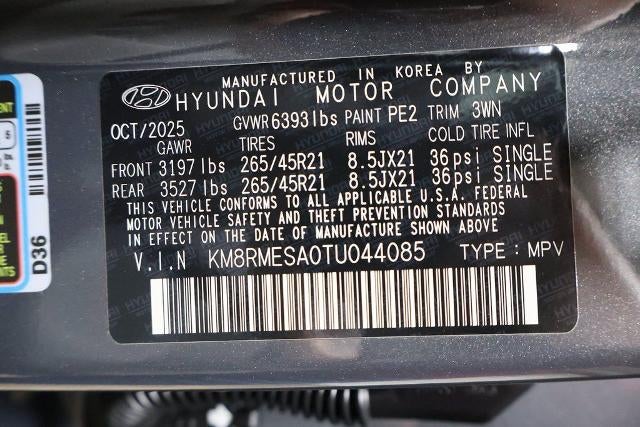 MANUFACTURED IN KOREA BY
HYUNDAI MOTOR COMPANY
OCT/2025 GVWR 6393lbs PAINT PE2 TRIM 3WN
GAWR TIRES RIMS COLD TIRE INFL
FRONT 3197lbs 265/45R21 8.5JX21 36psi SINGLE
REAR 3527lbs 265/45R21 8.5JX21 36psi SINGLE
THIS VEHICLE CONFORMS TO ALL APPLICABLE U.S.A. FEDERAL
MOTOR VEHICLE SAFETY AND THEFT PREVENTION STANDARDS
IN EFFECT ON THE DATE OF MANUFACTURE SHOWN ABOVE
V.I.N KM8RMESA0TU044085 TYPE: MPV
D36